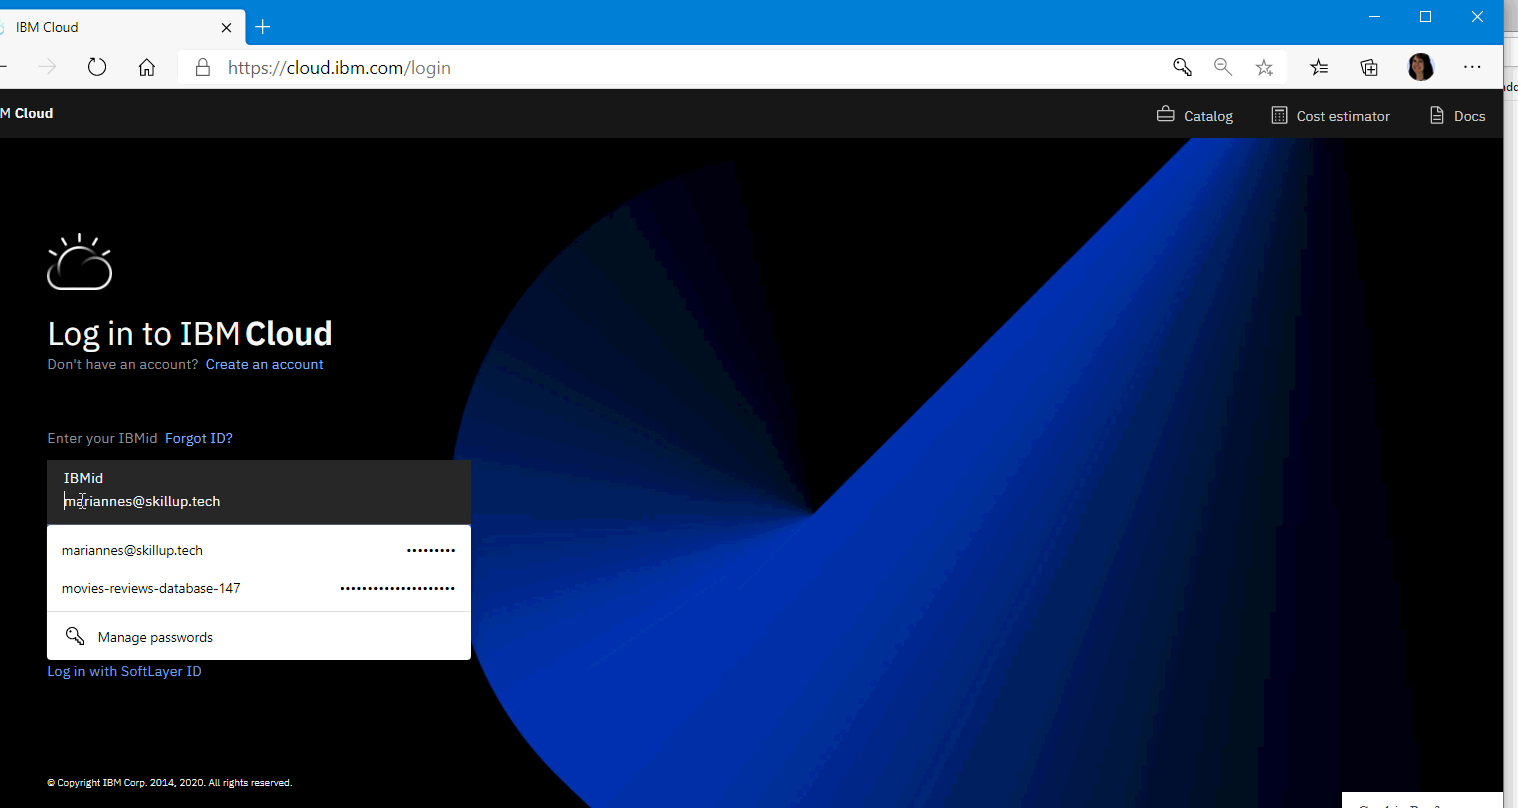 IBM Cloud
https://cloud.ibm.com/login
M Cloud
Catalog
Cost estimator
Docs
Log in to IBM Cloud
Don't have an account? Create an account
Enter your IBMid Forgot ID?
IBMid
mariannes@skillup.tech
mariannes@skillup.tech •••••••••
movies-reviews-database-147 ••••••••••••••••••••
Manage passwords
Log in with SoftLayer ID
© Copyright IBM Corp. 2014, 2020. All rights reserved.